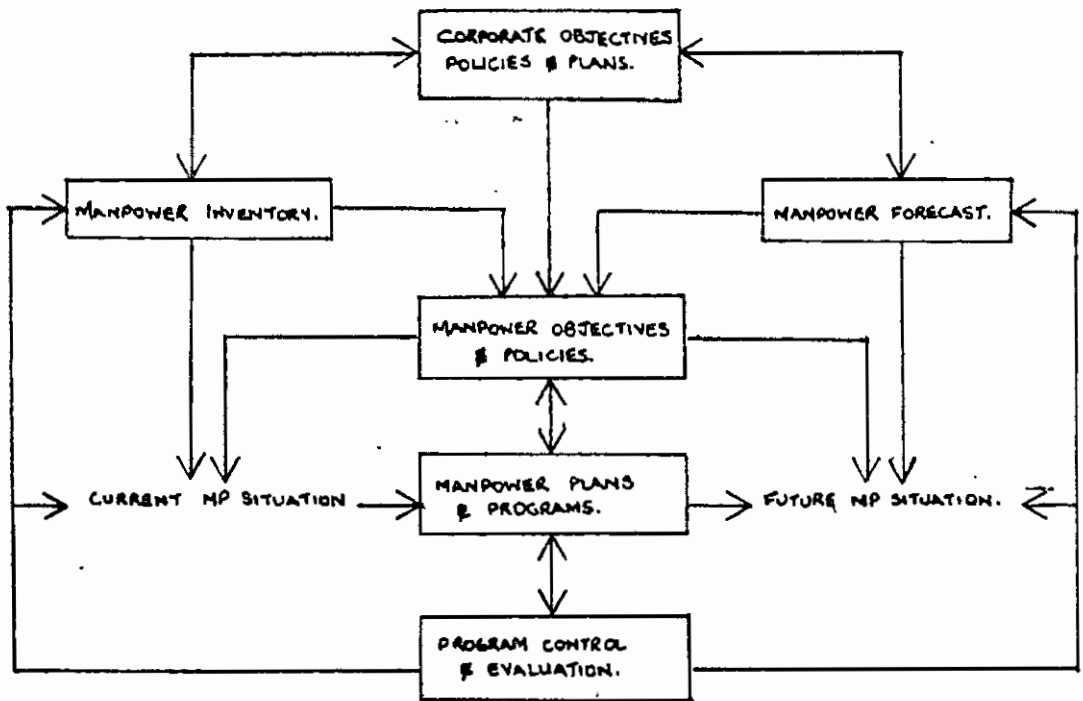 CORPORATE OBJECTIVES
POLICIES & PLANS.
MANPOWER INVENTORY.
MANPOWER FORECAST.
MANPOWER OBJECTIVES
& POLICIES.
CURRENT MP SITUATION
MANPOWER PLANS
& PROGRAMS.
FUTURE MP SITUATION.
PROGRAM CONTROL
& EVALUATION.